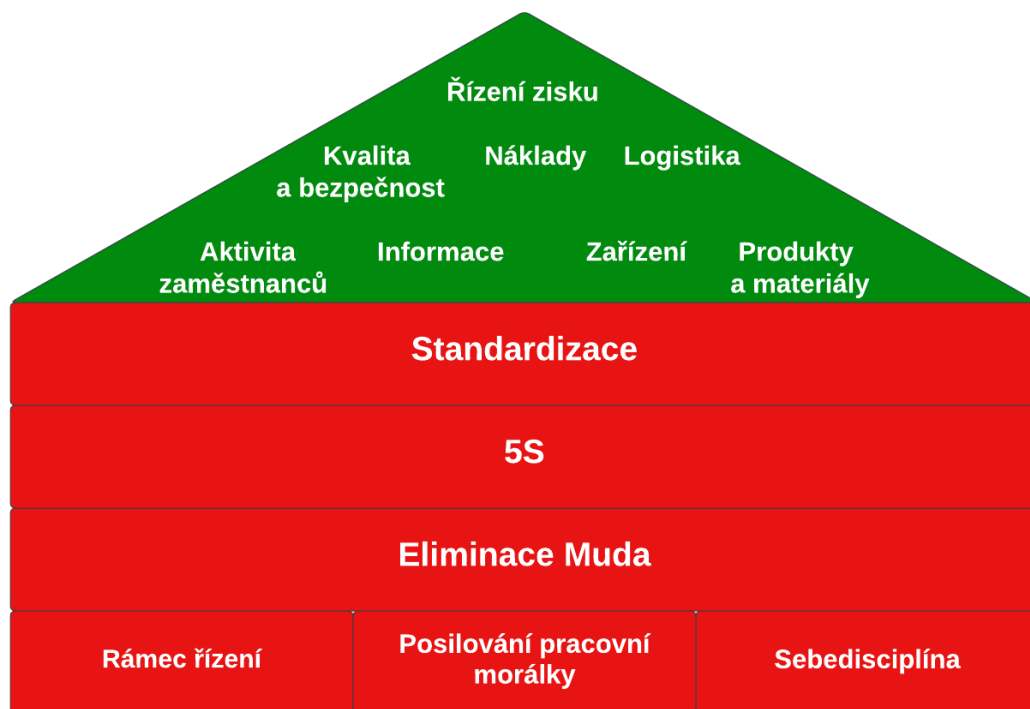 Řízení zisku
Kvalita
a bezpečnost
Náklady
Logistika
Aktivita
zaměstnanců
Informace
Zařízení
Produkty
a materiály
Standardizace
5S
Eliminace Muda
Rámec řízení
Posilování pracovní
morálky
Sebedisciplína